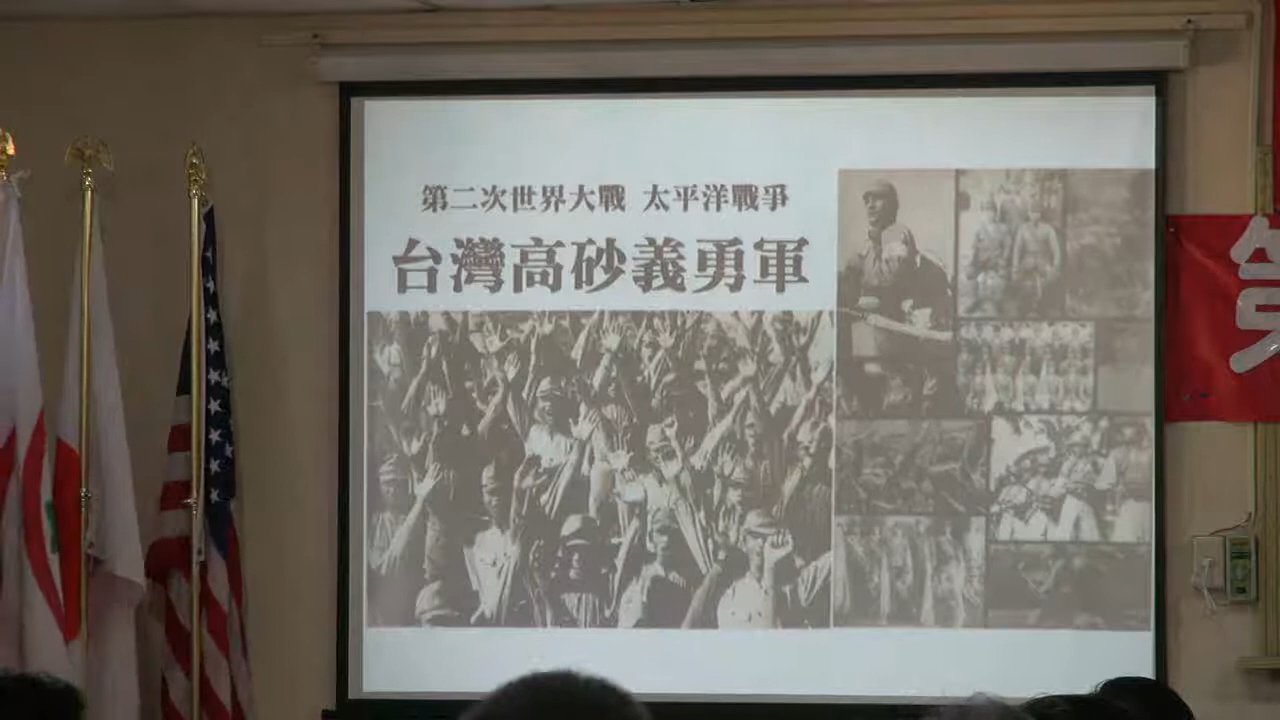 第二次世界大戰 太平洋戰爭
台灣高砂義勇軍